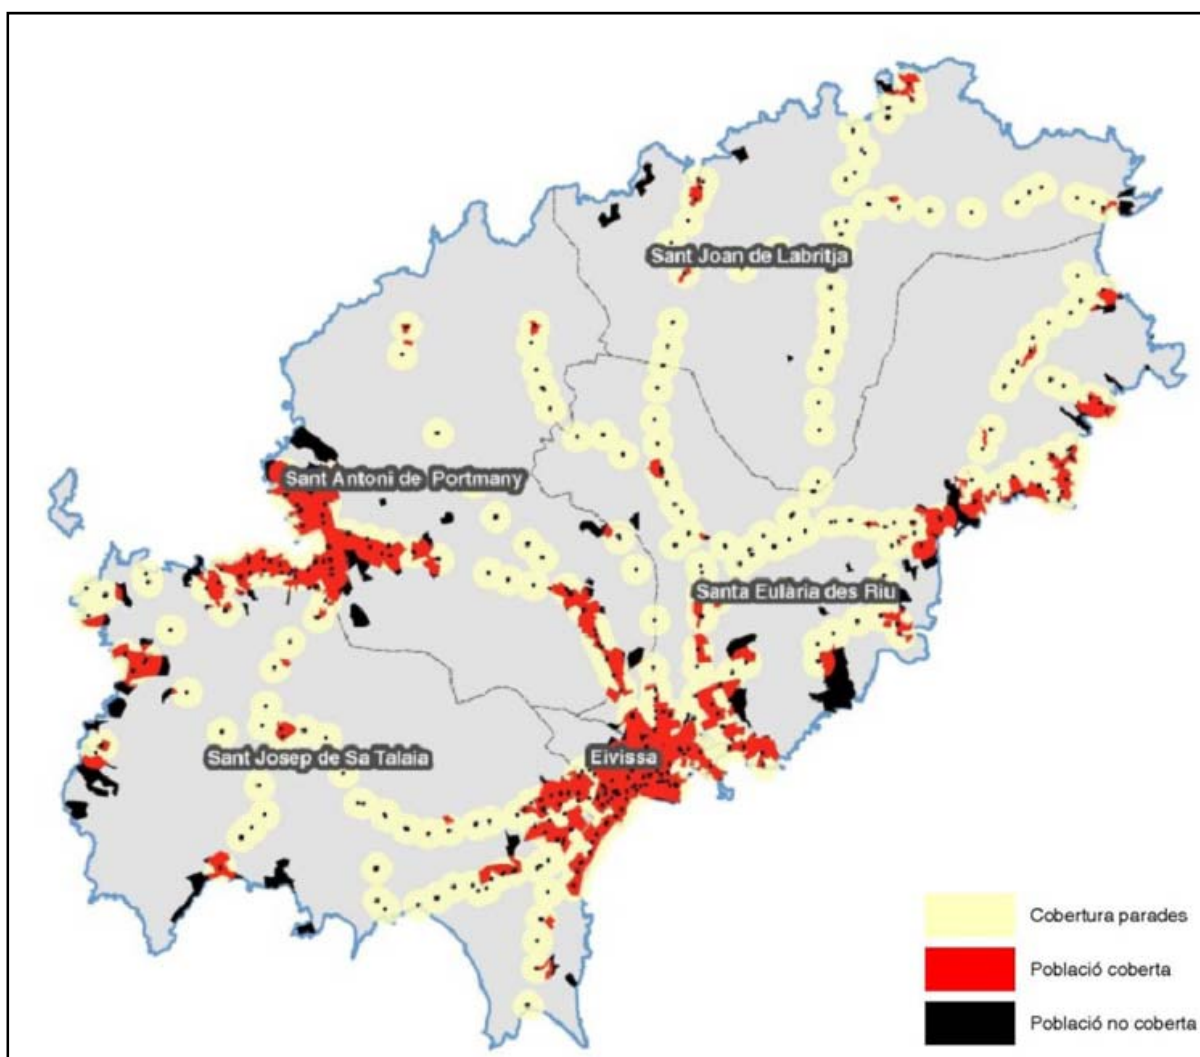 Sant Joan de Labritja
Sant Antoni de Portmany
Santa Eulària des Riu
Sant Josep de Sa Talaia
Eivissa
Cobertura parades
Població coberta
Població no coberta